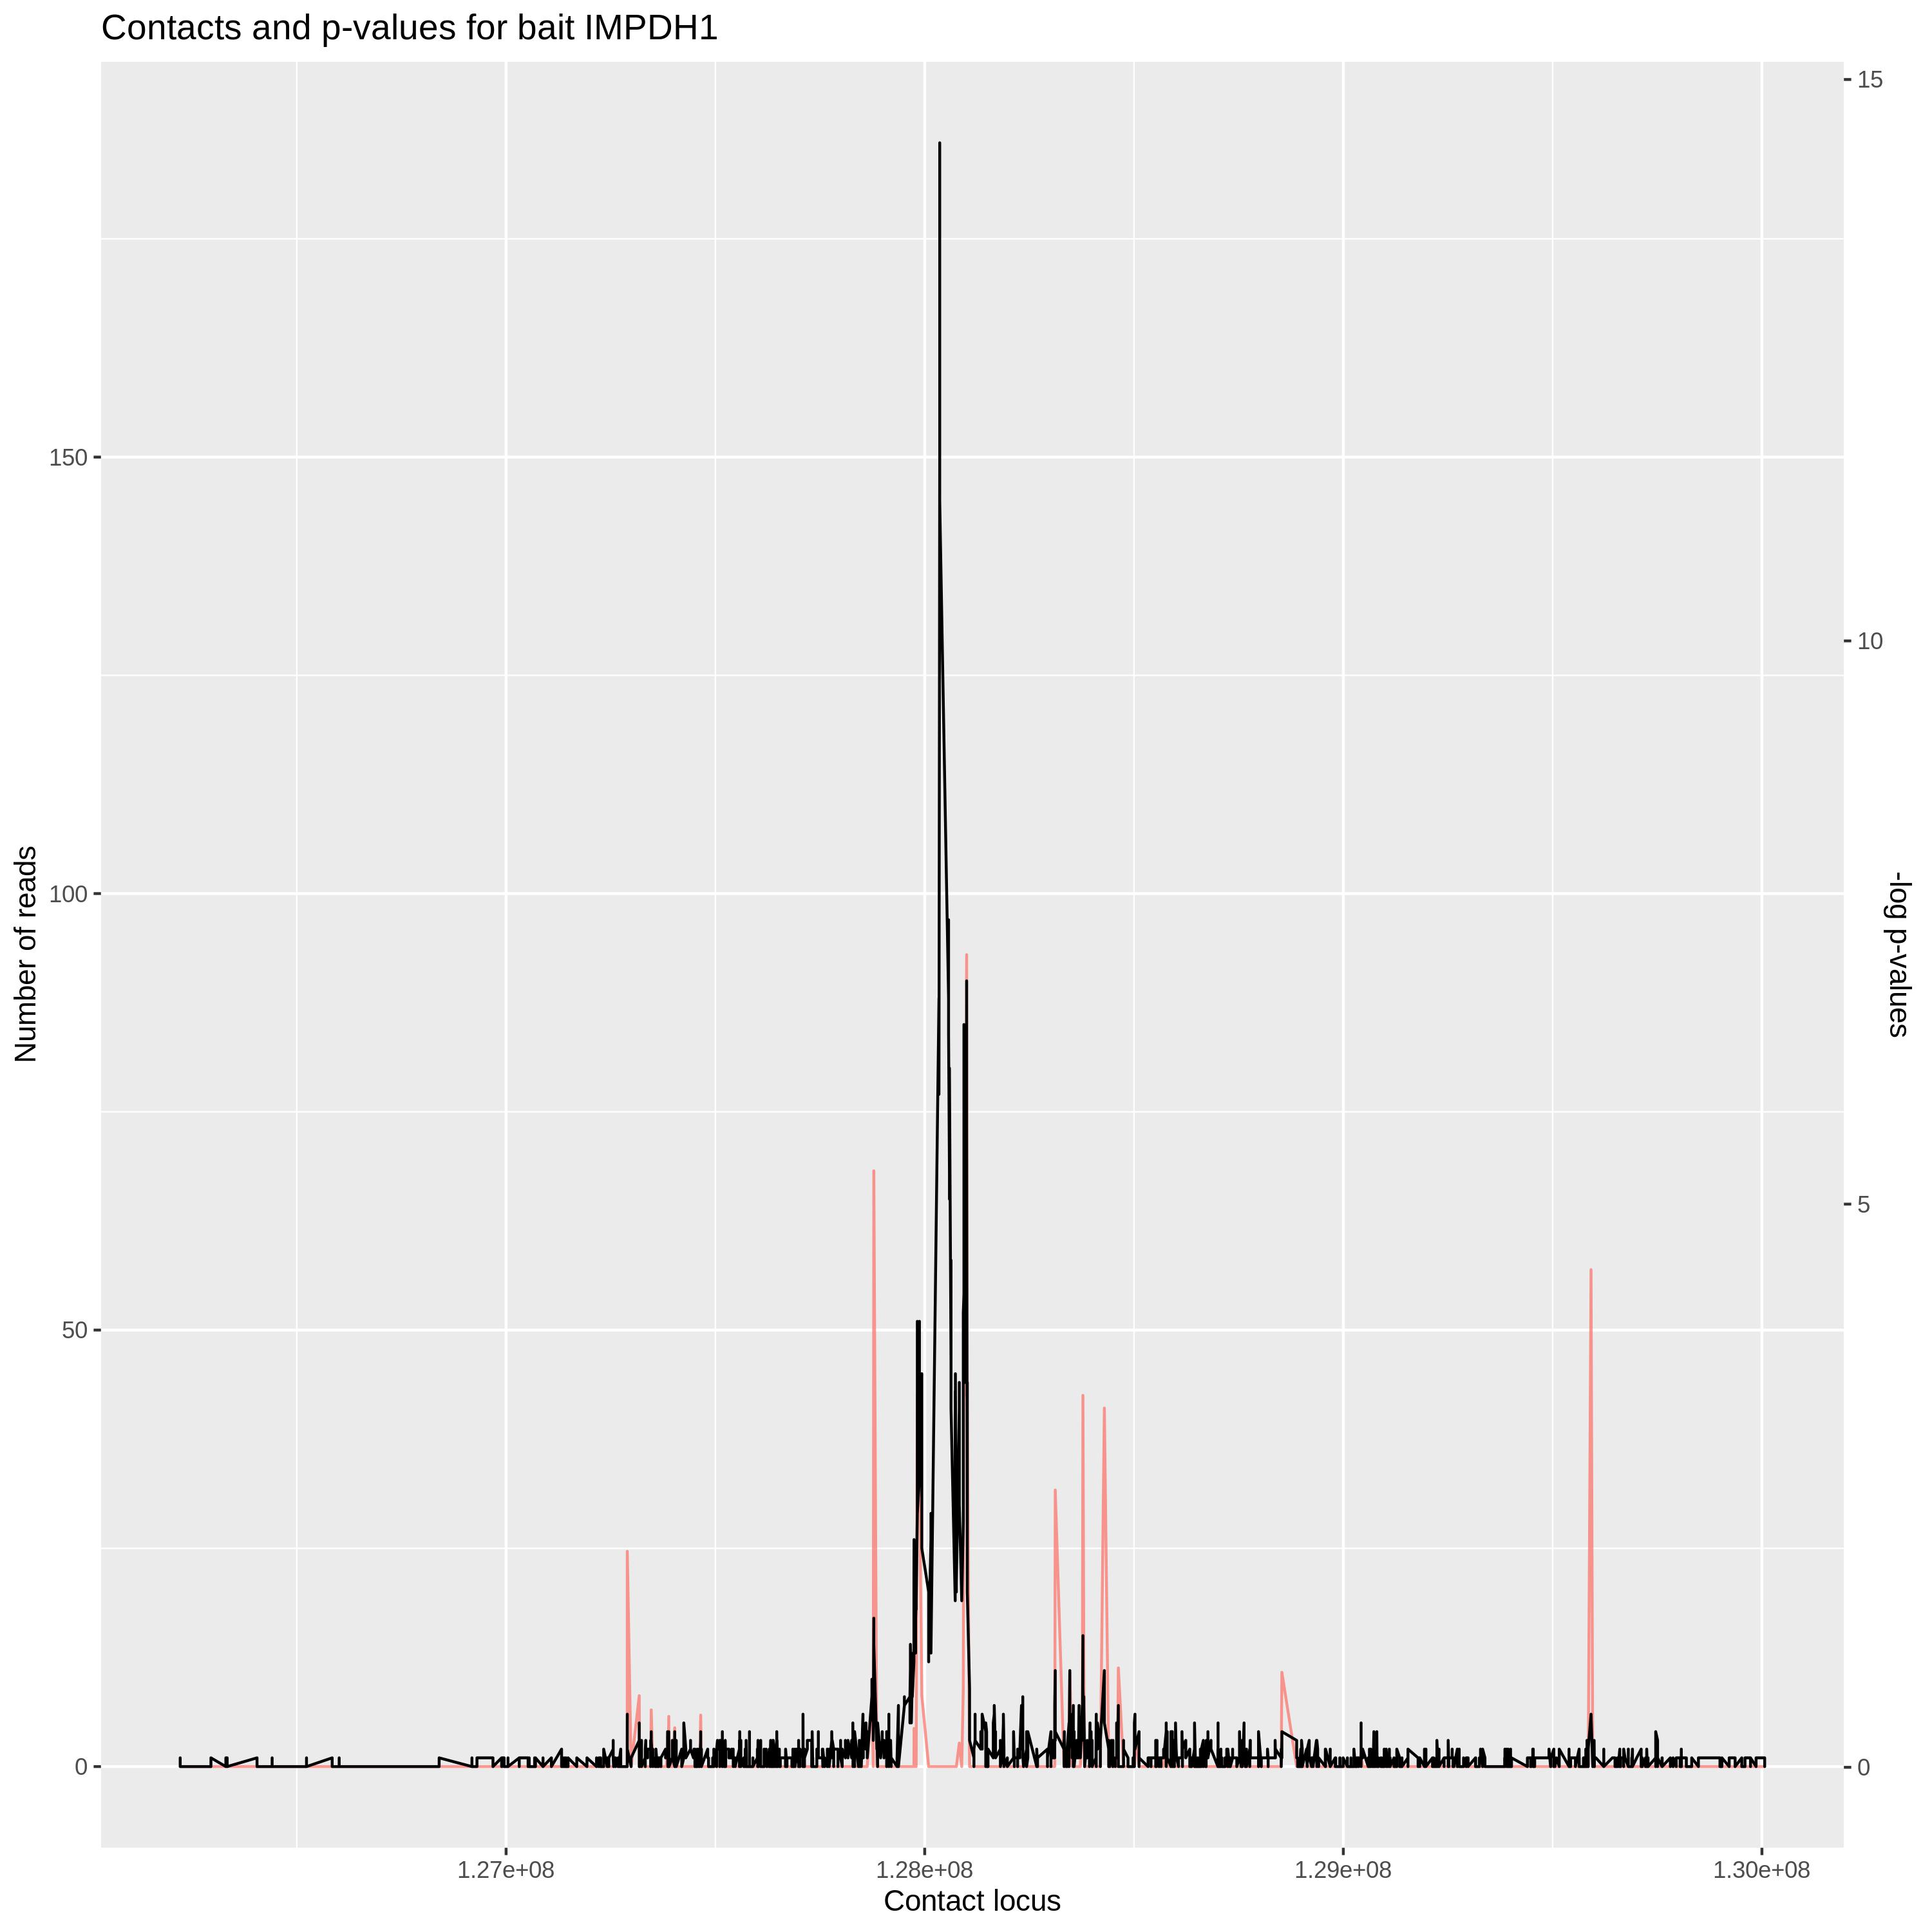 Contacts and p-values for bait IMPDH1
15
150
10
100
Number of reads
-log p-values
5
50
0
0
1.27e+08
1.28e+08
1.29e+08
1.30e+08
Contact locus